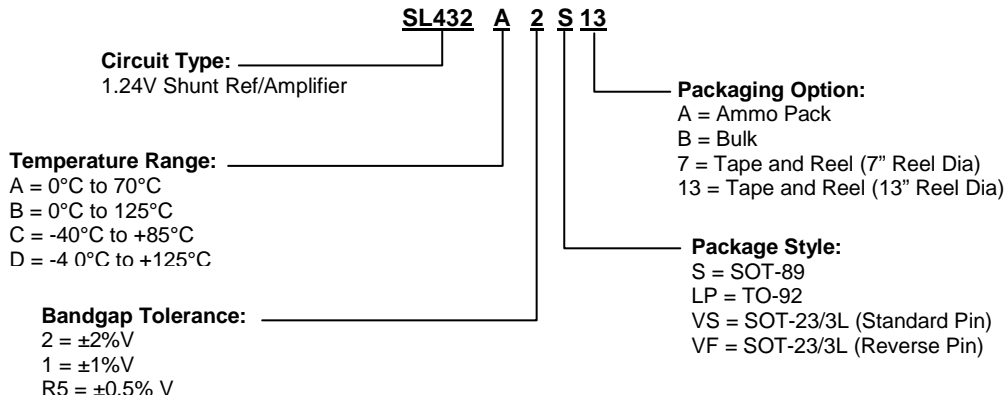 SL432 A 2 S 13
Circuit Type:
1.24V Shunt Ref/Amplifier
Packaging Option:
A = Ammo Pack
B = Bulk
7 = Tape and Reel (7” Reel Dia)
13 = Tape and Reel (13” Reel Dia)
Temperature Range:
A = 0°C to 70°C
B = 0°C to 125°C
C = -40°C to +85°C
D = -4 0°C to +125°C
Package Style:
S = SOT-89
LP = TO-92
VS = SOT-23/3L (Standard Pin)
VF = SOT-23/3L (Reverse Pin)
Bandgap Tolerance:
2 = ±2%V
1 = ±1%V
R5 = ±0.5% V